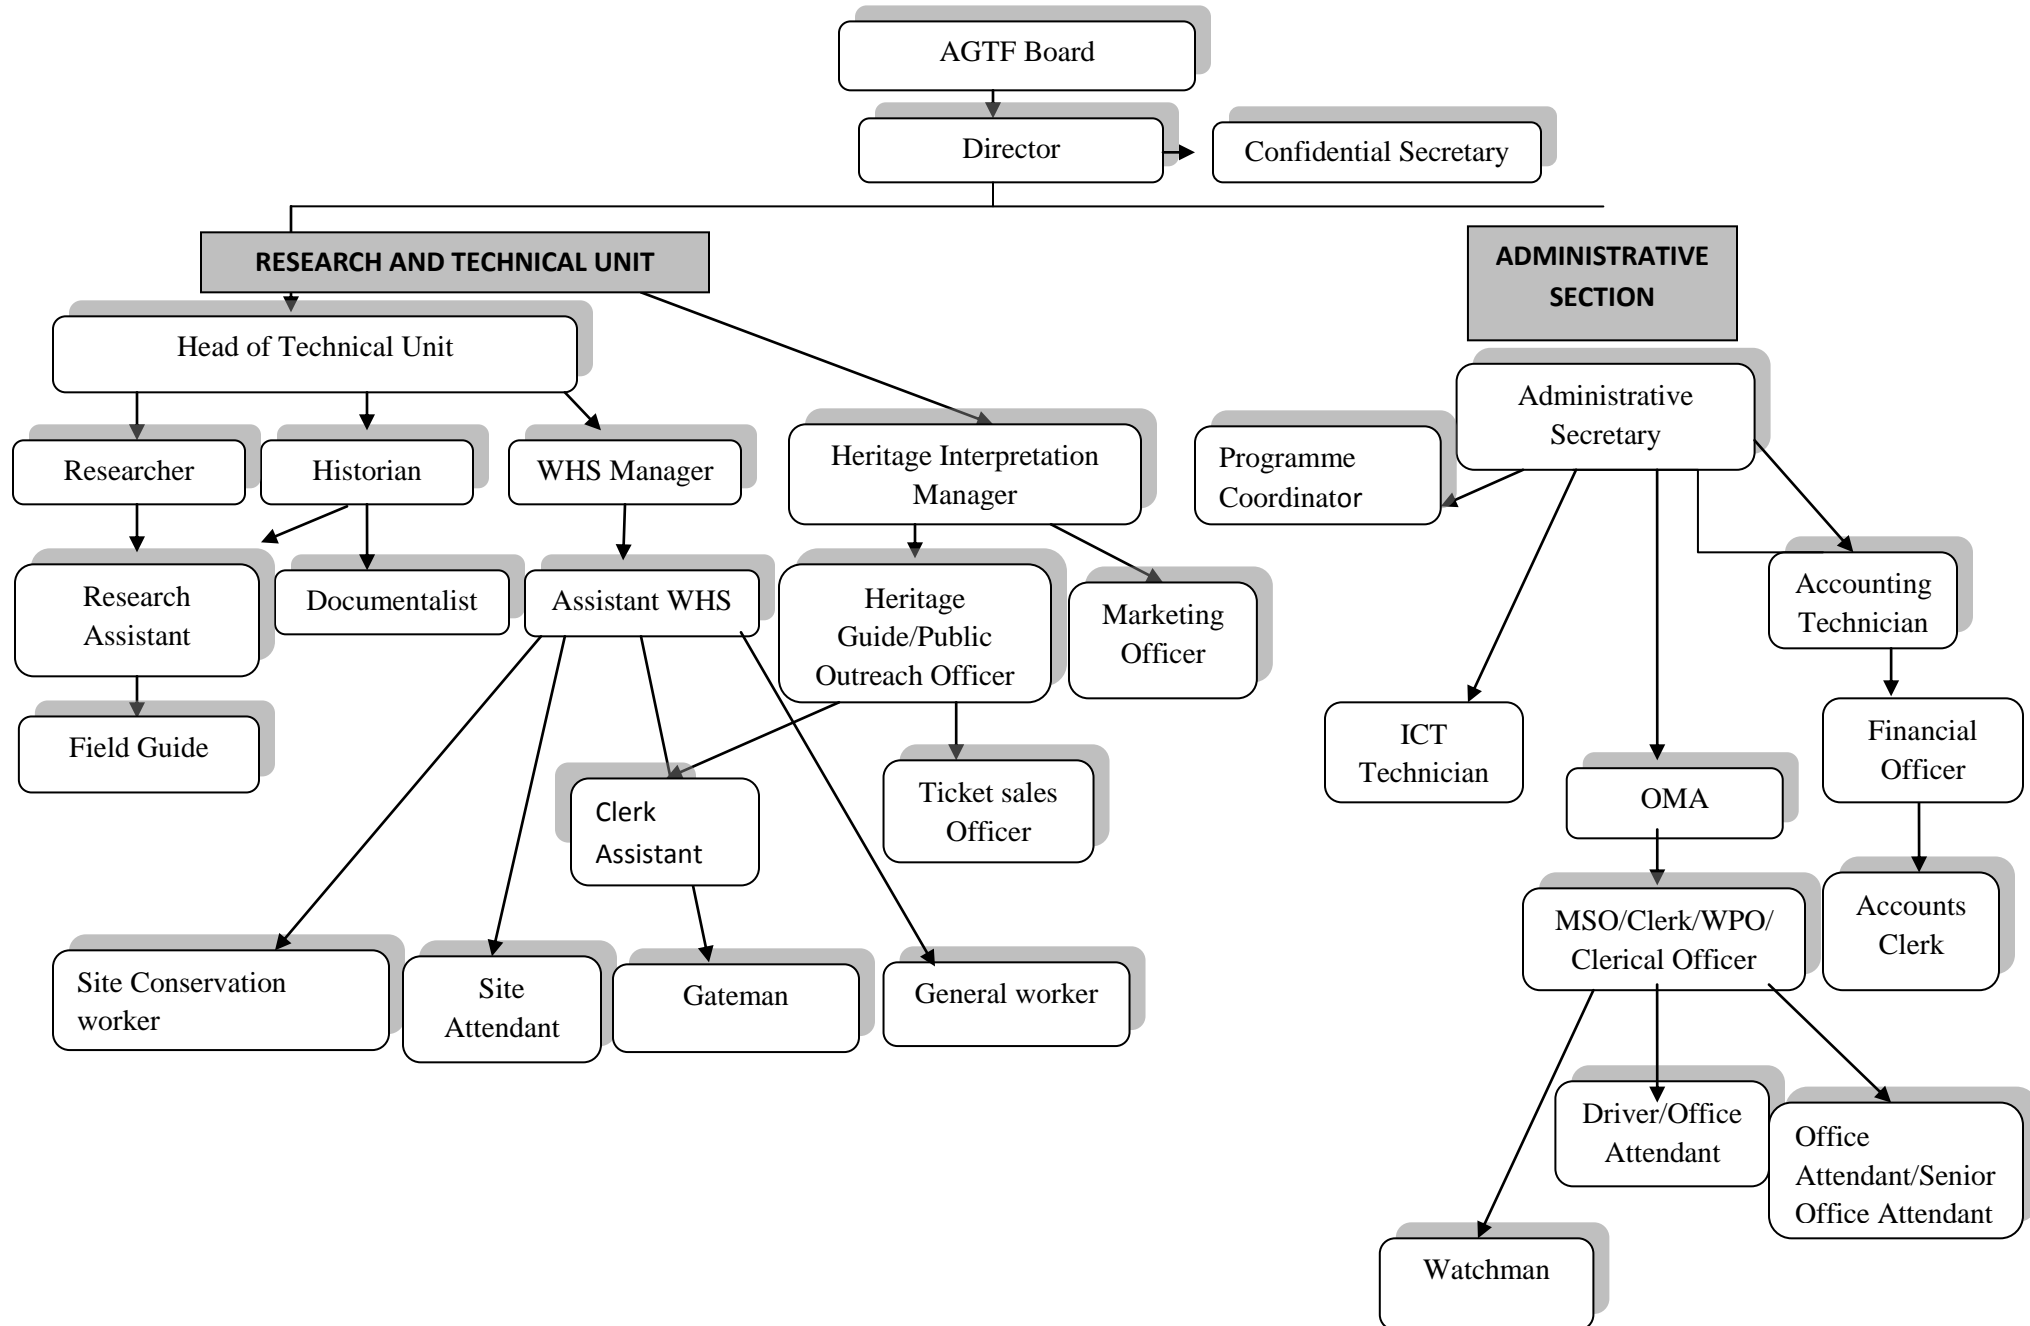 AGTF Board
Director
Confidential Secretary
RESEARCH AND TECHNICAL UNIT
ADMINISTRATIVE
SECTION
Head of Technical Unit
Administrative
Secretary
Researcher
Historian
WHS Manager
Heritage Interpretation
Manager
Programme
Coordinator
Research
Assistant
Documentalist
Assistant WHS
Heritage
Guide/Public
Outreach Officer
Marketing
Officer
Accounting
Technician
Field Guide
ICT
Technician
Financial
Officer
Clerk
Assistant
Ticket sales
Officer
OMA
MSO/Clerk/WPO/
Clerical Officer
Accounts
Clerk
Site Conservation
worker
Site
Attendant
Gateman
General worker
Driver/Office
Attendant
Office
Attendant/Senior
Office Attendant
Watchman